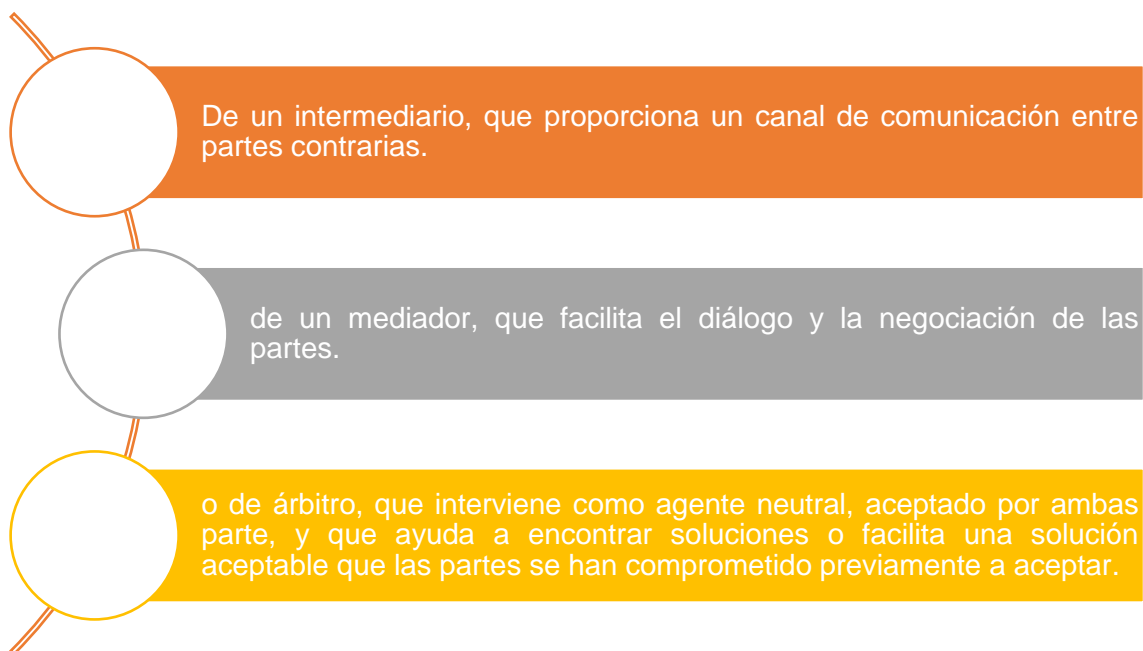 De un intermediario, que proporciona un canal de comunicación entre
partes contrarias.
de un mediador, que facilita el diálogo y la negociación de las
partes.
o de árbitro, que interviene como agente neutral, aceptado por ambas
parte, y que ayuda a encontrar soluciones o facilita una solución
aceptable que las partes se han comprometido previamente a aceptar.